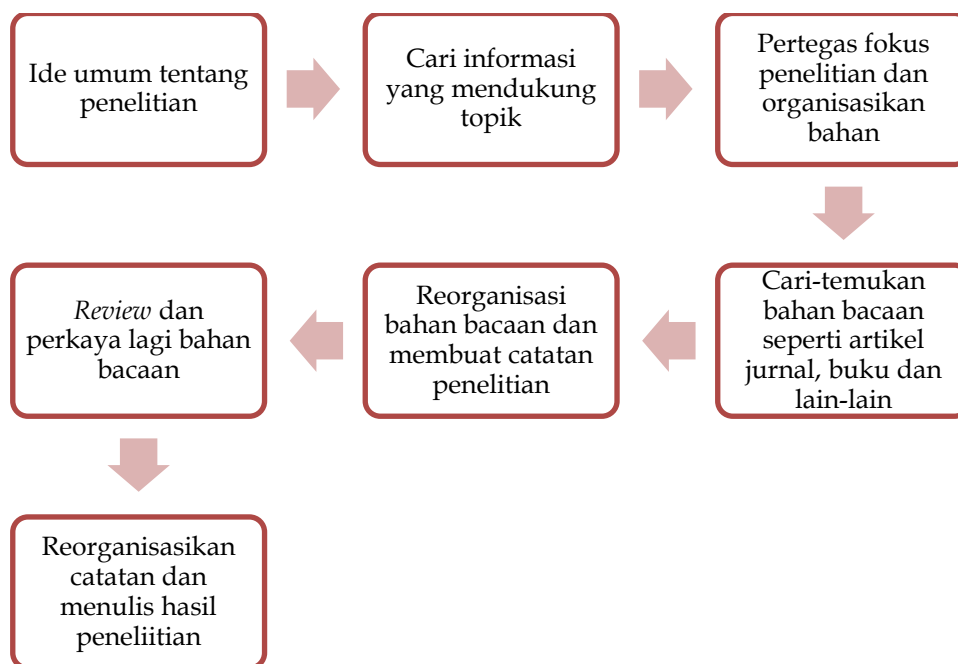 Ide umum tentang
penelitian
Cari informasi
yang mendukung
topik
Pertegas fokus
penelitian dan
organisasikan
bahan
Cari-temukan
bahan bacaan
seperti artikel
jurnal, buku dan
lain-lain
Reorganisasi
bahan bacaan dan
membuat catatan
penelitian
Review dan
perkaya lagi bahan
bacaan
Reorganisasikan
catatan dan
menulis hasil
peneliitian